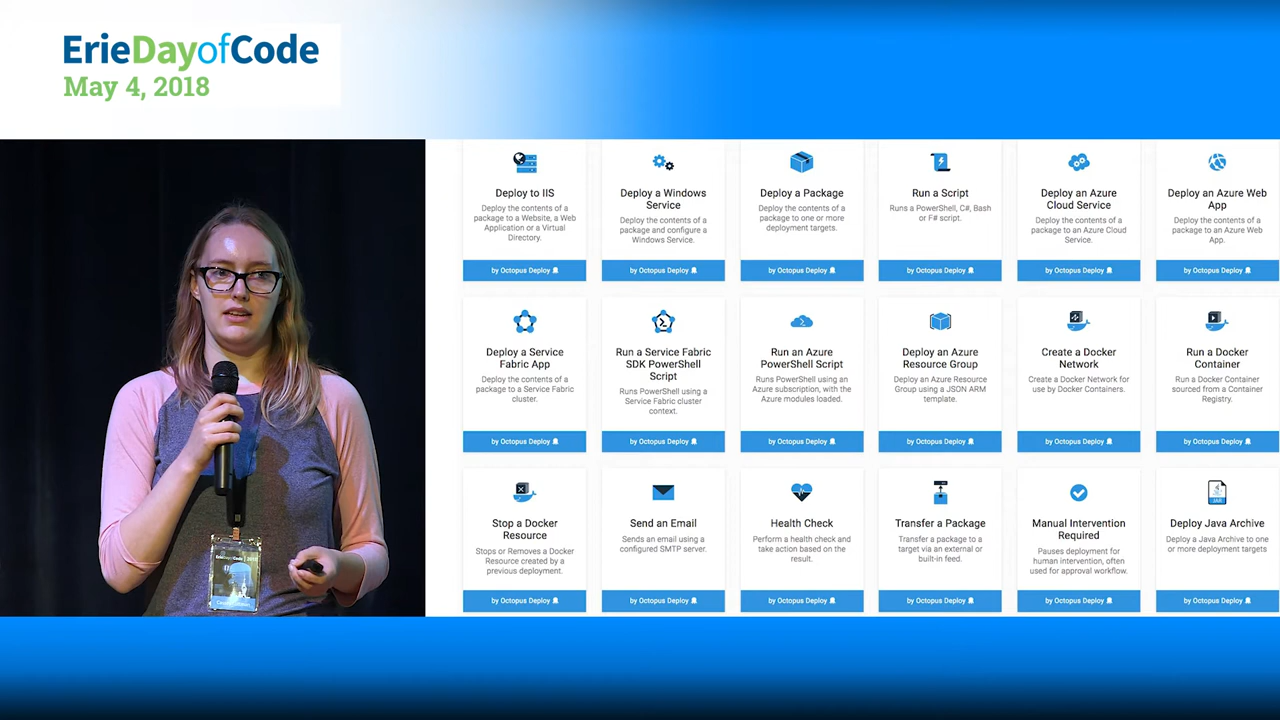 ErieDayofCode
May 4, 2018
Deploy to IIS
Deploy the contents of a
package to a Website, a Web
Application or a Virtual
Directory.
by Octopus Deploy
Deploy a Windows
Service
Deploy the contents of a
package and configure a
Windows Service.
by Octopus Deploy
Deploy a Package
Deploy the contents of a
package to one or more
deployment targets.
by Octopus Deploy
Run a Script
Runs a PowerShell, C#, Bash
or F# script.
by Octopus Deploy
Deploy an Azure
Cloud Service
Deploy the contents of a
package to an Azure Cloud
Service.
by Octopus Deploy
Deploy an Azure Web
App
Deploy the contents of a
package to an Azure Web
App.
by Octopus Deploy
Deploy a Service
Fabric App
Deploy the contents of a
package to a Service Fabric
cluster.
by Octopus Deploy
Run a Service Fabric
SDK PowerShell
Script
Runs PowerShell using a
Service Fabric cluster
context.
by Octopus Deploy
Run an Azure
PowerShell Script
Runs PowerShell using an
Azure subscription, with the
Azure modules loaded.
by Octopus Deploy
Deploy an Azure
Resource Group
Deploy an Azure Resource
Group using a JSON ARM
template.
by Octopus Deploy
Create a Docker
Network
Create a Docker Network for
use by Docker Containers.
by Octopus Deploy
Run a Docker
Container
Run a Docker Container
sourced from a Container
Registry.
by Octopus Deploy
Stop a Docker
Resource
Stops or Removes a Docker
Resource created by a
previous deployment.
by Octopus Deploy
Send an Email
Sends an email using a
configured SMTP server.
by Octopus Deploy
Health Check
Perform a health check and
take action based on the
result.
by Octopus Deploy
Transfer a Package
Transfer a package to a
target via an external or
built-in feed.
by Octopus Deploy
Manual Intervention
Required
Pauses deployment for
human intervention, often
used for approval workflow.
by Octopus Deploy
JAR
Deploy Java Archive
Deploy a Java Archive to one
or more deployment targets
by Octopus Deploy
ErieDayofCode